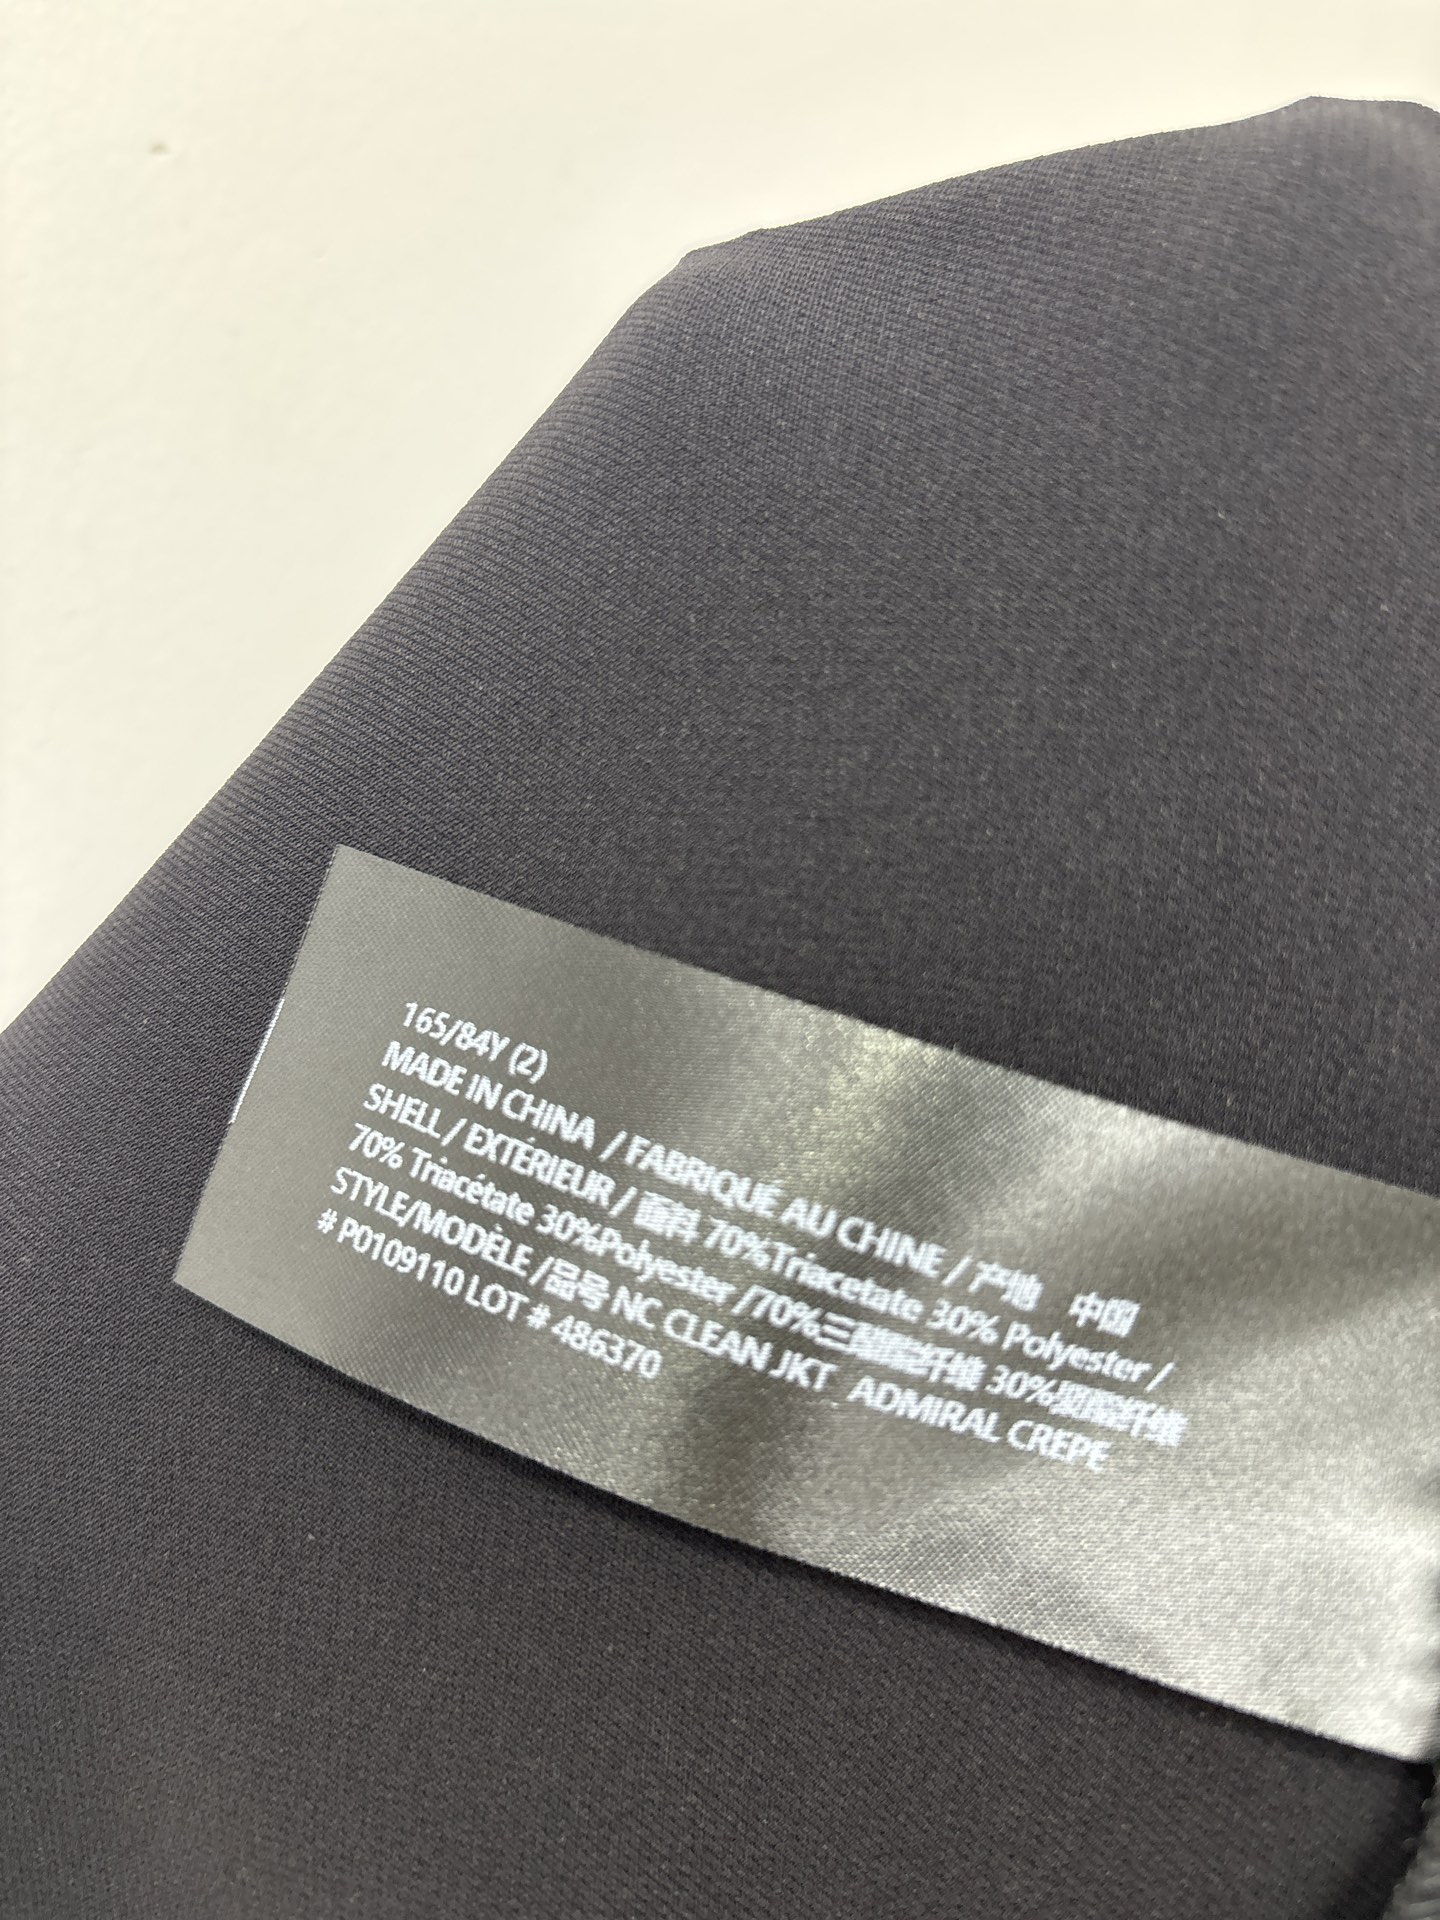 165/84Y (2)
MADE IN CHINA / FABRIQUÉ AU CHINE / 产地 中国
SHELL / EXTÉRIEUR / 面料 70%Triacetate 30% Polyester /
70% Triacétate 30%Polyester /70%三醋酯纤维 30%聚酯纤维
STYLE/MODÈLE /品号 NC CLEAN JKT ADMIRAL CREPE
# P0109110 LOT # 486370